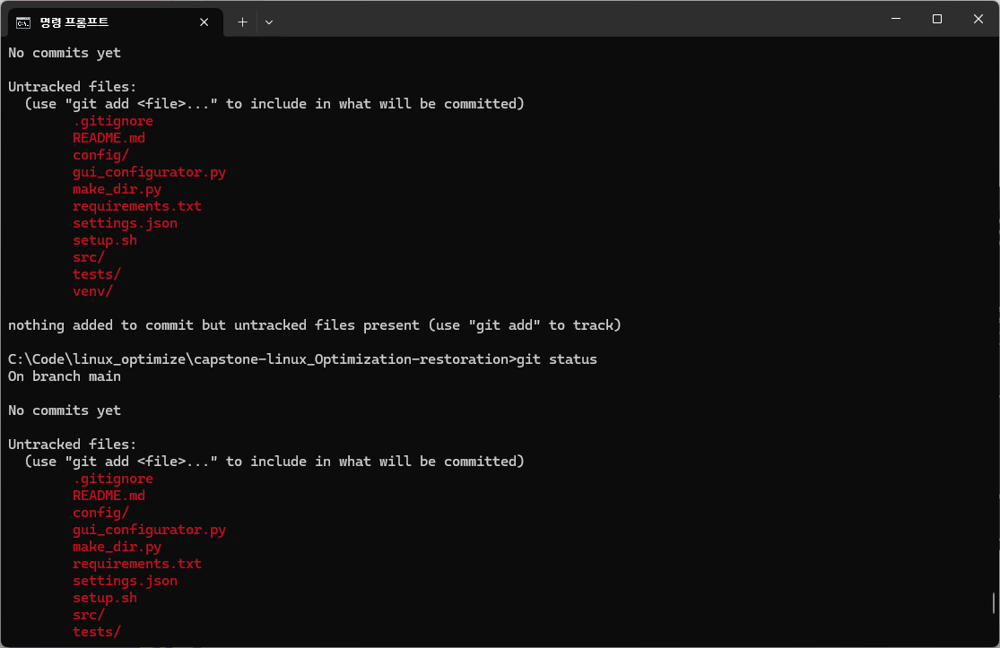 명령 프롬프트
No commits yet
Untracked files:
(use "git add <file>..." to include in what will be committed)
.gitignore
README.md
config/
gui_configurator.py
make_dir.py
requirements.txt
settings.json
setup.sh
src/
tests/
venv/
nothing added to commit but untracked files present (use "git add" to track)
C:\Code\linux_optimize\capstone-linux_Optimization-restoration>git status
On branch main
No commits yet
Untracked files:
(use "git add <file>..." to include in what will be committed)
.gitignore
README.md
config/
gui_configurator.py
make_dir.py
requirements.txt
settings.json
setup.sh
src/
tests/